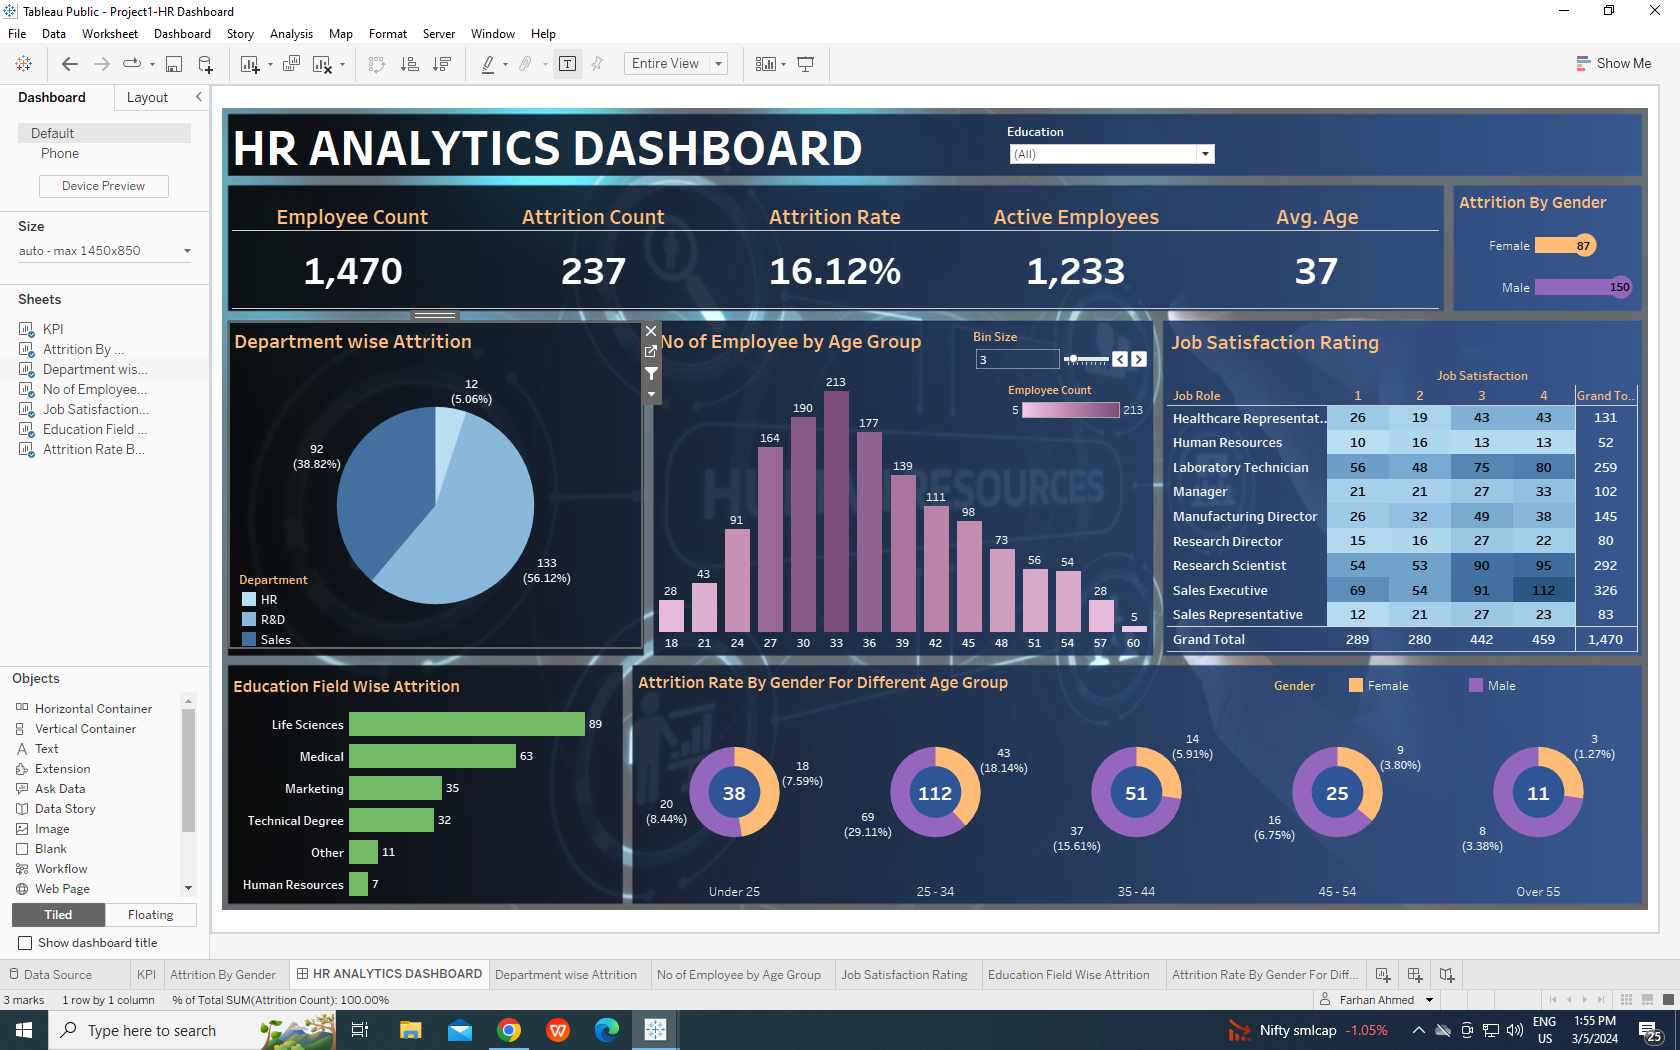 Tableau Public - Project1-HR Dashboard
File Data Worksheet Dashboard Story Analysis Map Format Server Window Help
Entire View
Show Me
Dashboard Layout
Default
Phone
Device Preview
Size
auto - max 1450x850
Sheets
KPI
Attrition By ...
Department wis...
No of Employee...
Job Satisfaction...
Education Field ...
Attrition Rate B...
Objects
Horizontal Container
Vertical Container
Text
Extension
Ask Data
Data Story
Image
Blank
Workflow
Web Page
Tiled Floating
Show dashboard title
HR ANALYTICS DASHBOARD
Education
(All)
Employee Count Attrition Count Attrition Rate Active Employees Avg. Age
1,470 237 16.12% 1,233 37
Attrition By Gender
Female 87
Male 150
Department wise Attrition
12
(5.06%)
92
(38.82%)
133
(56.12%)
Department
HR
R&D
Sales
No of Employee by Age Group
Bin Size
3
Employee Count
5 213
28 43 91 164 190 213 177 139 111 98 73 56 54 28 5
18 21 24 27 30 33 36 39 42 45 48 51 54 57 60
HUMAN RESOURCES
Job Satisfaction Rating
Job Satisfaction
Job Role 1 2 3 4 Grand To..
Healthcare Representat.. 26 19 43 43 131
Human Resources 10 16 13 13 52
Laboratory Technician 56 48 75 80 259
Manager 21 21 27 33 102
Manufacturing Director 26 32 49 38 145
Research Director 15 16 27 22 80
Research Scientist 54 53 90 95 292
Sales Executive 69 54 91 112 326
Sales Representative 12 21 27 23 83
Grand Total 289 280 442 459 1,470
Education Field Wise Attrition
Life Sciences 89
Medical 63
Marketing 35
Technical Degree 32
Other 11
Human Resources 7
Attrition Rate By Gender For Different Age Group
Gender Female Male
18
(7.59%)
38
20
(8.44%)
Under 25
43
(18.14%)
112
69
(29.11%)
25 - 34
14
(5.91%)
51
37
(15.61%)
35 - 44
9
(3.80%)
25
16
(6.75%)
45 - 54
3
(1.27%)
11
8
(3.38%)
Over 55
Data Source KPI Attrition By Gender HR ANALYTICS DASHBOARD Department wise Attrition No of Employee by Age Group Job Satisfaction Rating Education Field Wise Attrition Attrition Rate By Gender For Diff...
3 marks 1 row by 1 column % of Total SUM(Attrition Count): 100.00% Farhan Ahmed
Type here to search
Nifty smlcap -1.05%
ENG
US
1:55 PM
3/5/2024
25